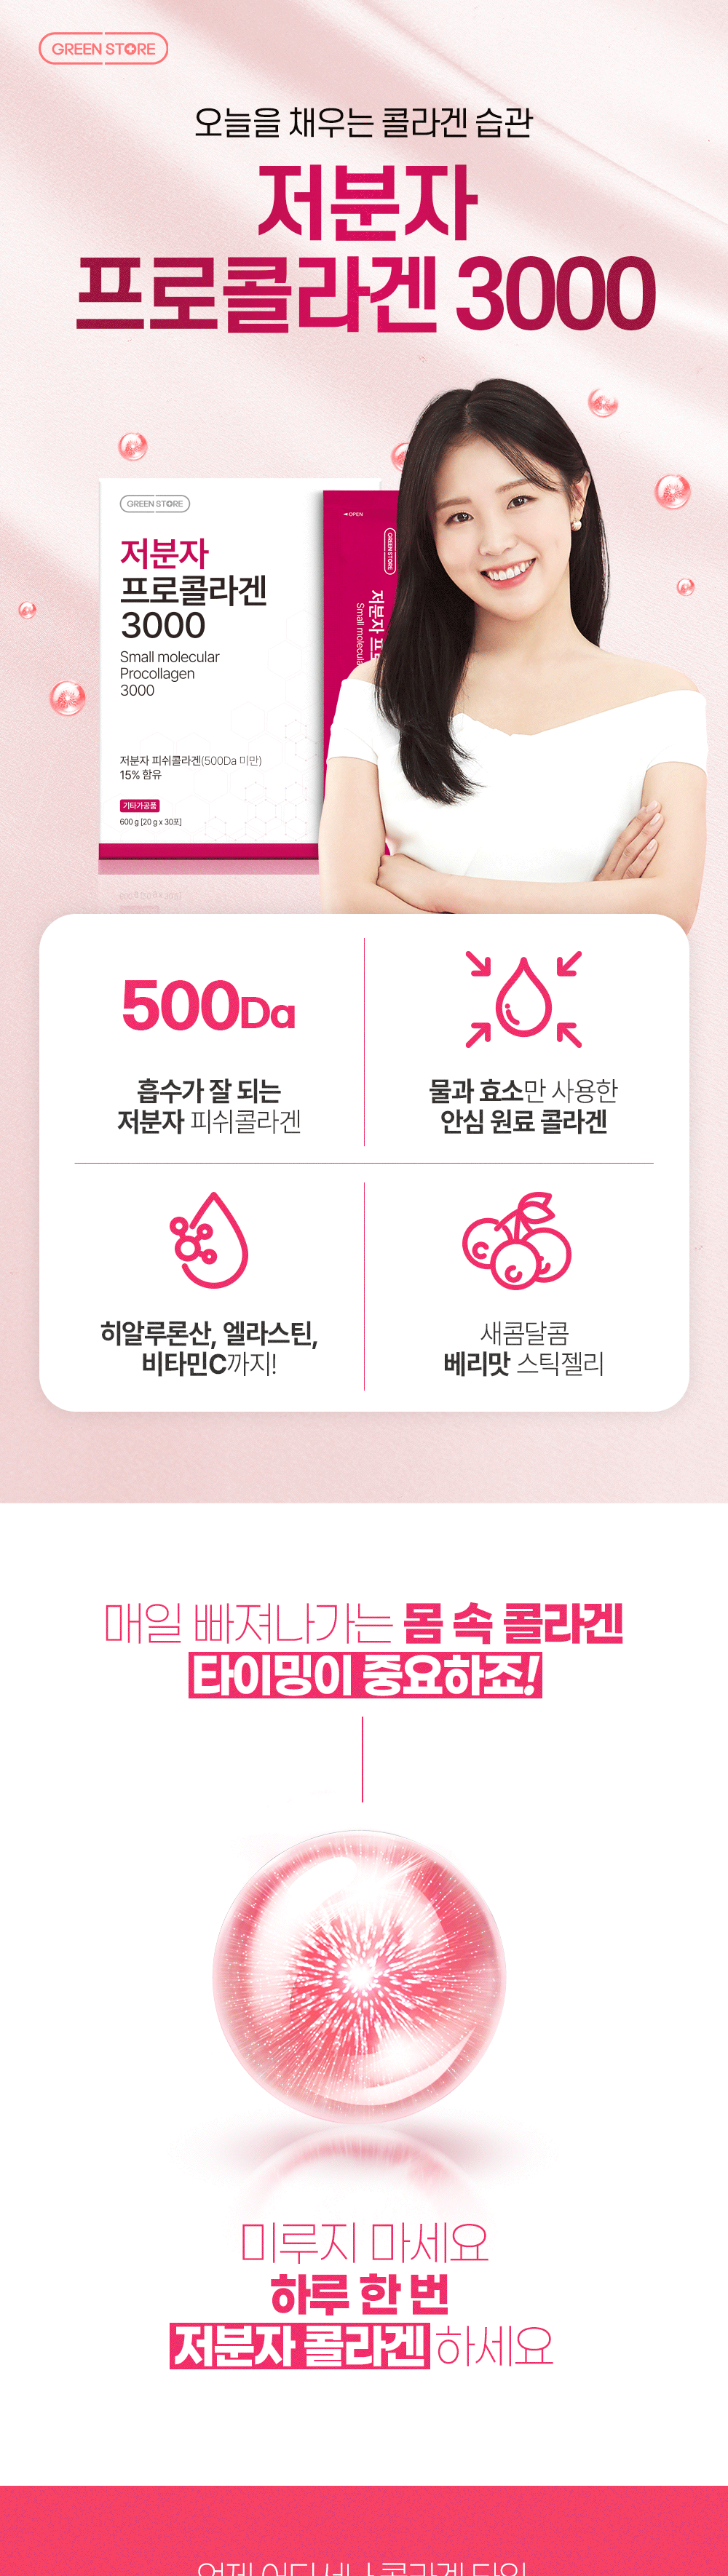 GREEN STORE
오늘을 채우는 콜라겐 습관
저분자
프로콜라겐 3000
GREEN STORE
저분자
프로콜라겐
3000
Small molecular
Procollagen
3000
저분자 피쉬콜라겐(500Da 미만)
15% 함유
기타가공품
600 g [20 g x 30포]
◄OPEN
GREEN STORE
저분자
500Da
흡수가 잘 되는
저분자 피쉬콜라겐
물과 효소만 사용한
안심 원료 콜라겐
히알루론산, 엘라스틴,
비타민C까지!
새콤달콤
베리맛 스틱젤리
매일 빠져나가는 몸 속 콜라겐
타이밍이 중요하죠!
미루지 마세요
하루 한 번
저분자 콜라겐 하세요